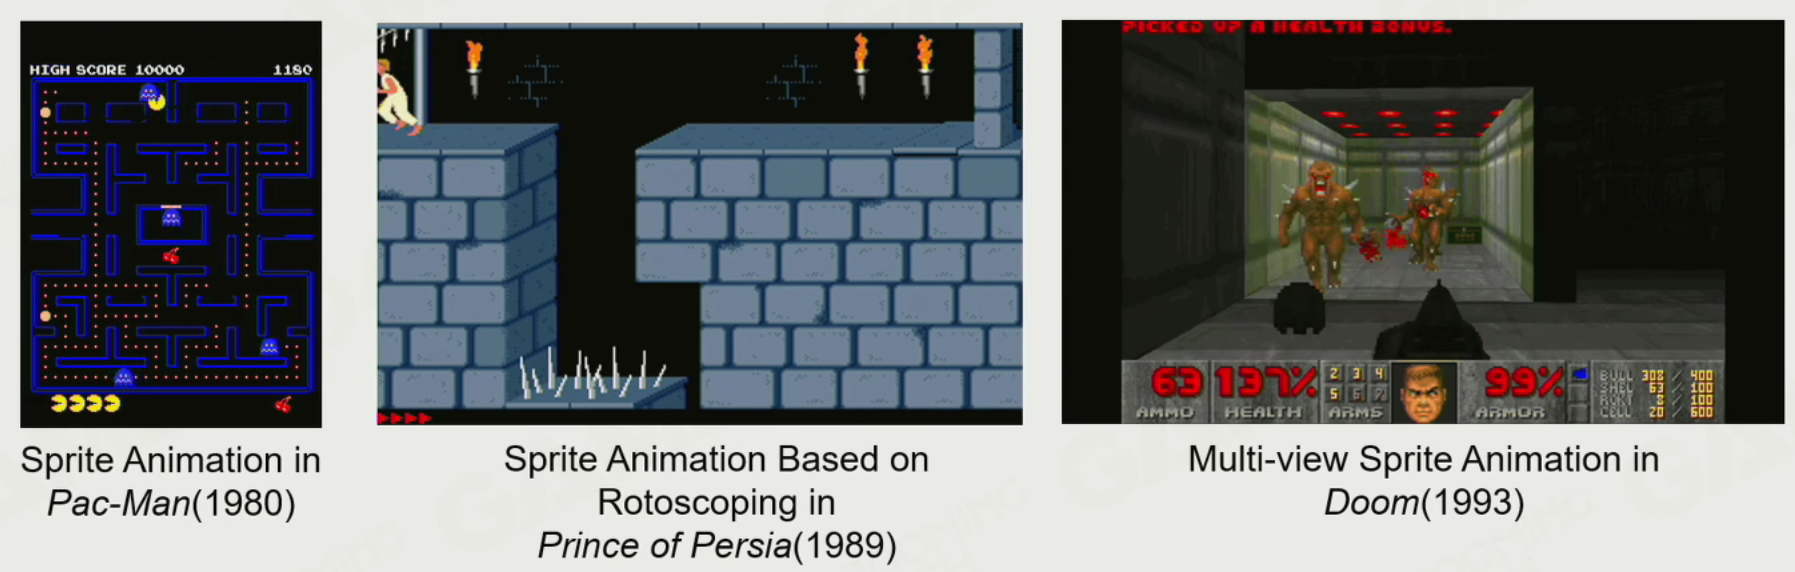 HIGH SCORE 10000 1180
Sprite Animation in
Pac-Man(1980)
Sprite Animation Based on
Rotoscoping in
Prince of Persia(1989)
PICKED UP A HEALTH BONUS.
63 137% 2 3 4 99% BULL 308 / 400
5 6 7 SHEL 63 / 100
ROKT 8 / 100
AMMO HEALTH ARMS ARMOR CELL 20 / 600
Multi-view Sprite Animation in
Doom(1993)